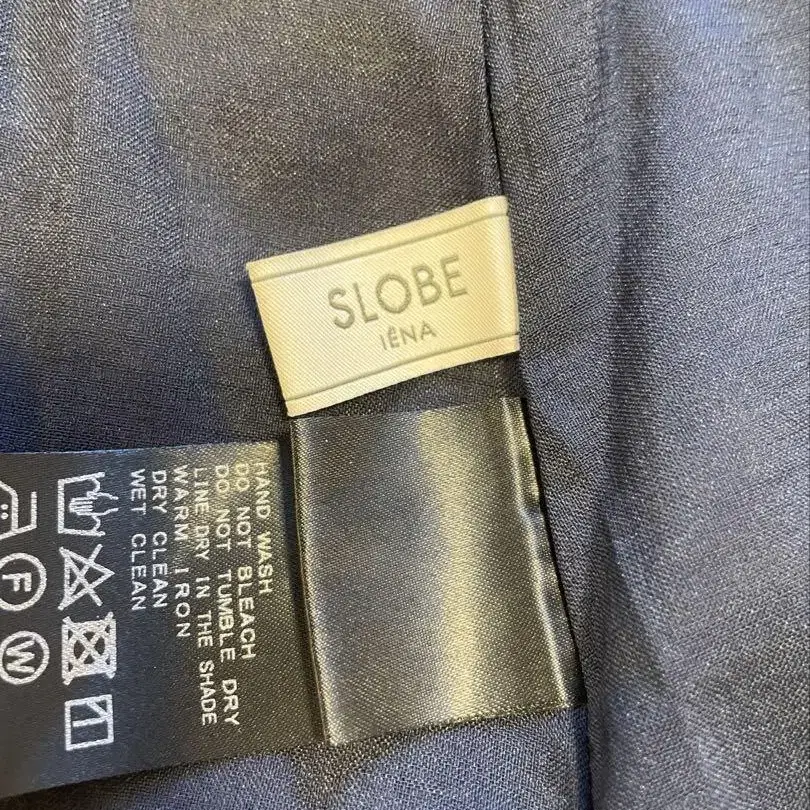 SLOBE
IÊNA
HAND WASH
DO NOT BLEACH
DO NOT TUMBLE DRY
LINE DRY IN THE SHADE
WARM IRON
DRY CLEAN
WET CLEAN
F
W